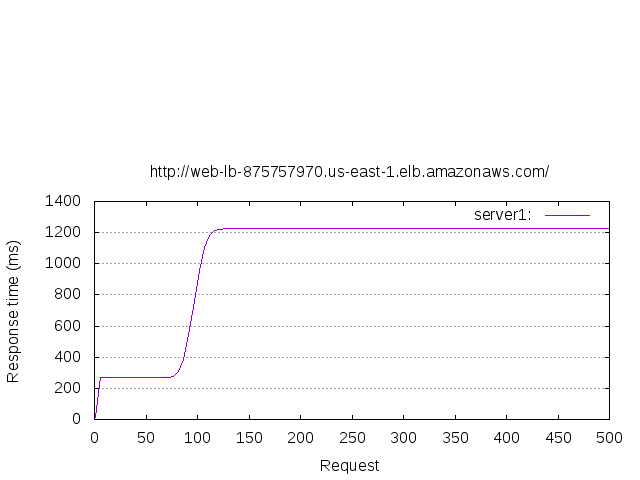 http://web-lb-875757970.us-east-1.elb.amazonaws.com/
server1:
Response time (ms)
1400
1200
1000
800
600
400
200
0
0 50 100 150 200 250 300 350 400 450 500
Request